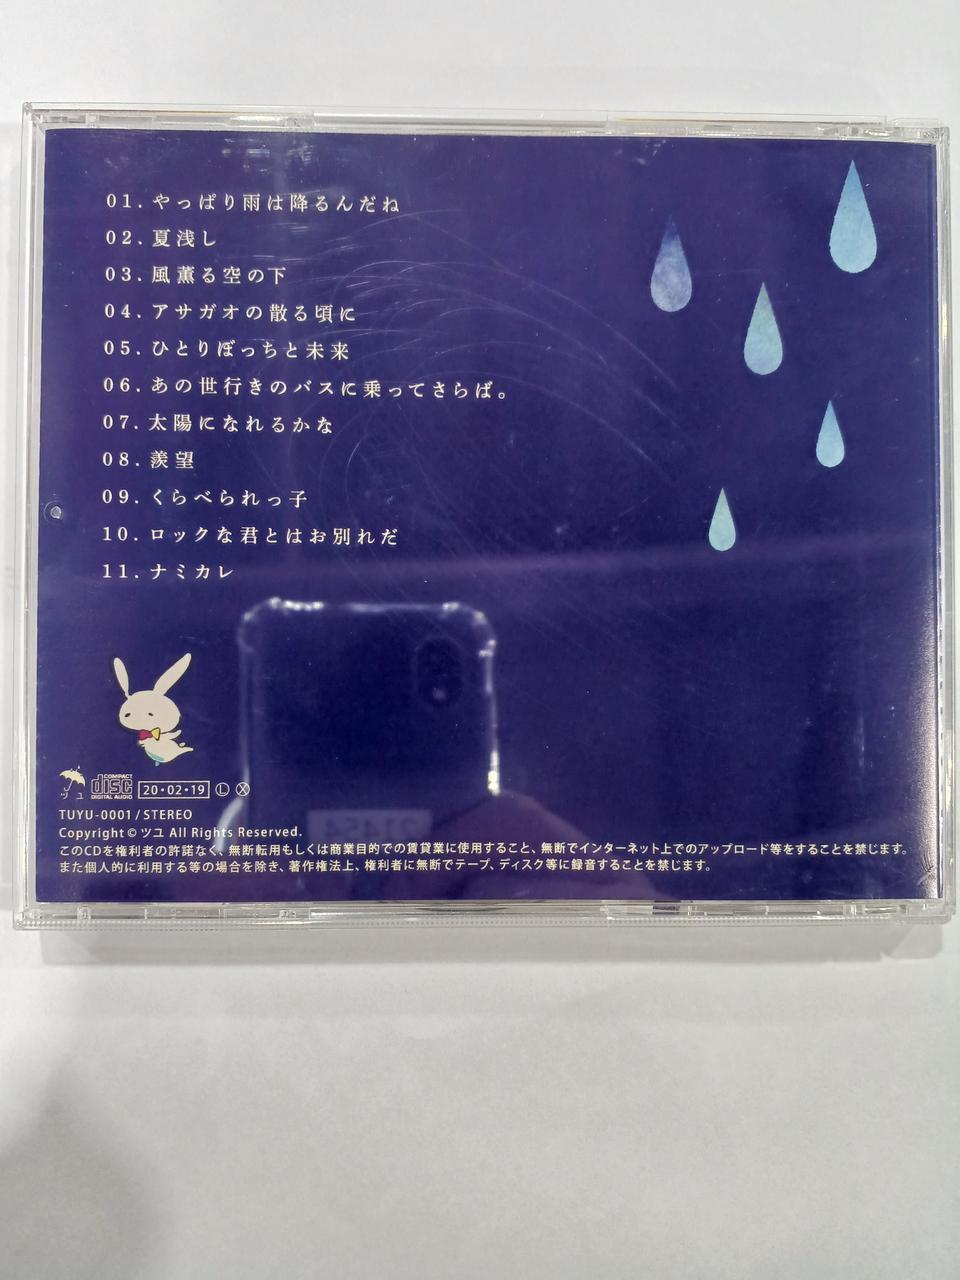 01. やっぱり雨は降るんだね
02. 夏浅し
03. 風薫る空の下
04. アサガオの散る頃に
05. ひとりぼっちと未来
06. あの世行きのバスに乗ってさらば。
07. 太陽になれるかな
08. 羨望
09. くらべられっ子
10. ロックな君とはお別れだ
11. ナミカレ
ツユ COMPACT disc DIGITAL AUDIO 20・02・19 L X
TUYU-0001 / STEREO
Copyright © ツユ All Rights Reserved.
このCDを権利者の許諾なく、無断転用もしくは商業目的での賃貸業に使用すること、無断でインターネット上でのアップロード等をすることを禁じます。
また個人的に利用する等の場合を除き、著作権法上、権利者に無断でテープ、ディスク等に録音することを禁じます。